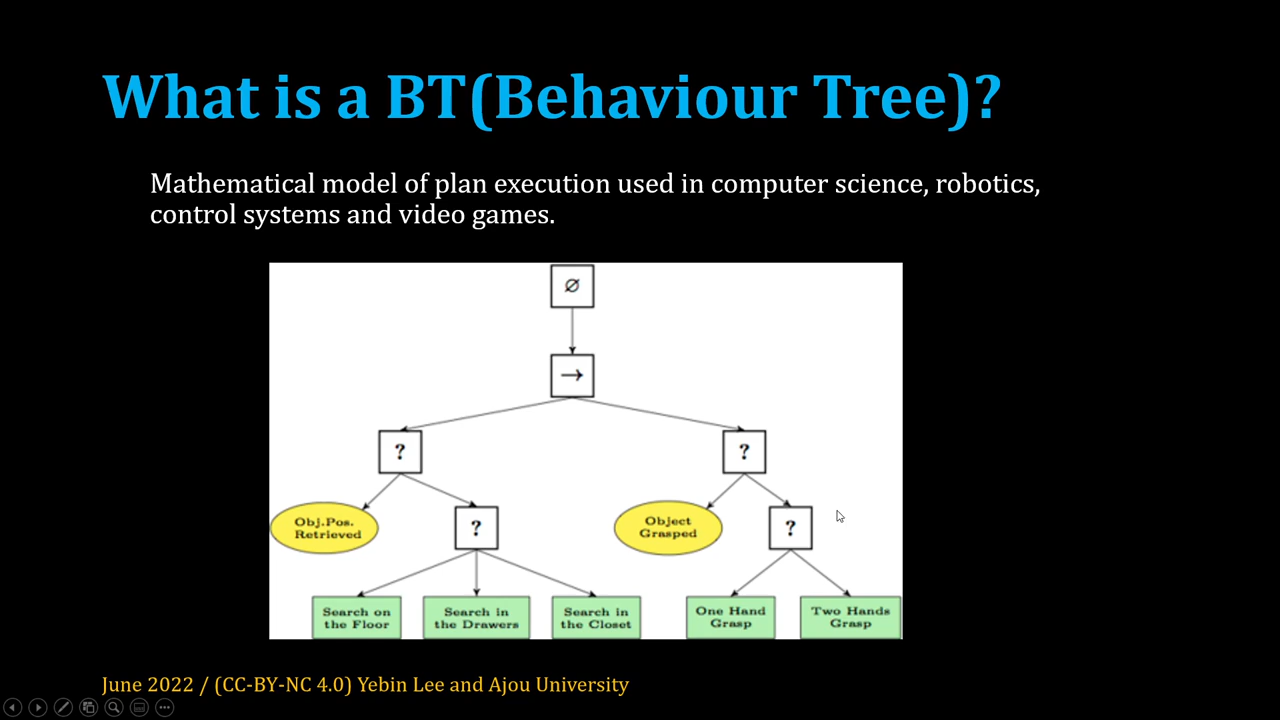 What is a BT(Behaviour Tree)?
Mathematical model of plan execution used in computer science, robotics,
control systems and video games.
∅
→
?
?
Obj.Pos.
Retrieved
?
Object
Grasped
?
Search on
the Floor
Search in
the Drawers
Search in
the Closet
One Hand
Grasp
Two Hands
Grasp
June 2022 / (CC-BY-NC 4.0) Yebin Lee and Ajou University